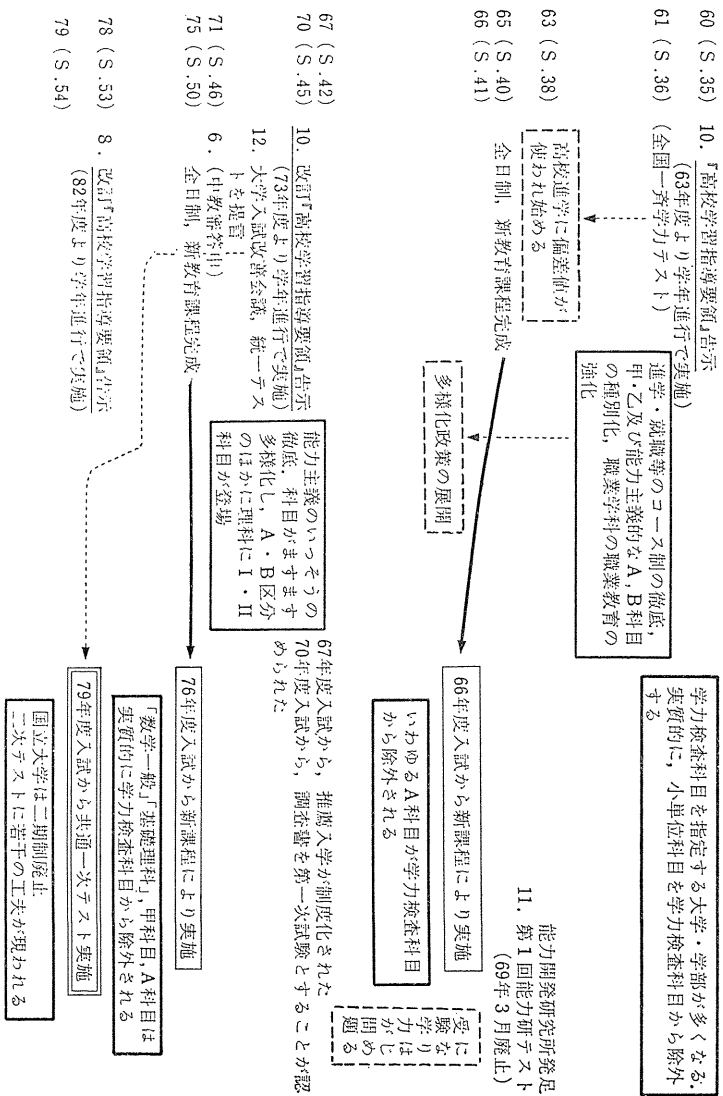 60 (S.35)
61 (S.36)
63 (S.38)
65 (S.40)
66 (S.41)
67 (S.42)
70 (S.45)
71 (S.46)
75 (S.50)
78 (S.53)
79 (S.54)
10. 『高校学習指導要領』告示
(63年度より学年進行で実施)
(全国一斉学力テスト)
高校進学に偏差値が
使われ始める
全日制，新教育課程完成
10. 改訂『高校学習指導要領』告示
(73年度より学年進行で実施)
12. 大学入試改善会議，統一テス
トを提言
6. (中教審答申)
全日制，新教育課程完成
8. 改訂『高校学習指導要領』告示
(82年度より学年進行で実施)
進学・就職等のコース制の徹底，
甲・乙及び能力主義的なA，B科目
の種別化，職業学科の職業教育の
強化
多様化政策の展開
能力主義のいっそうの
徹底．科目がますます
多様化し，A・B区分
のほかに理科にI・II
科目が登場
学力検査科目を指定する大学・学部が多くなる．
実質的に，小単位科目を学力検査科目から除外
する
能力開発研究所発足
11. 第1回能力研テスト
(69年3月廃止)
66年度入試から新課程により実施
いわゆるA科目が学力検査科目
から除外される
受験学力が問題
になりはじめる
67年度入試から，推薦入学が制度化された
70年度入試から，調査書を第一次試験とすることが認
められた
76年度入試から新課程により実施
「数学一般」「基礎理科」，甲科目，A科目は
実質的に学力検査科目から除外される
79年度入試から共通一次テスト実施
国立大学は二期制廃止
二次テストに若干の工夫が現われる